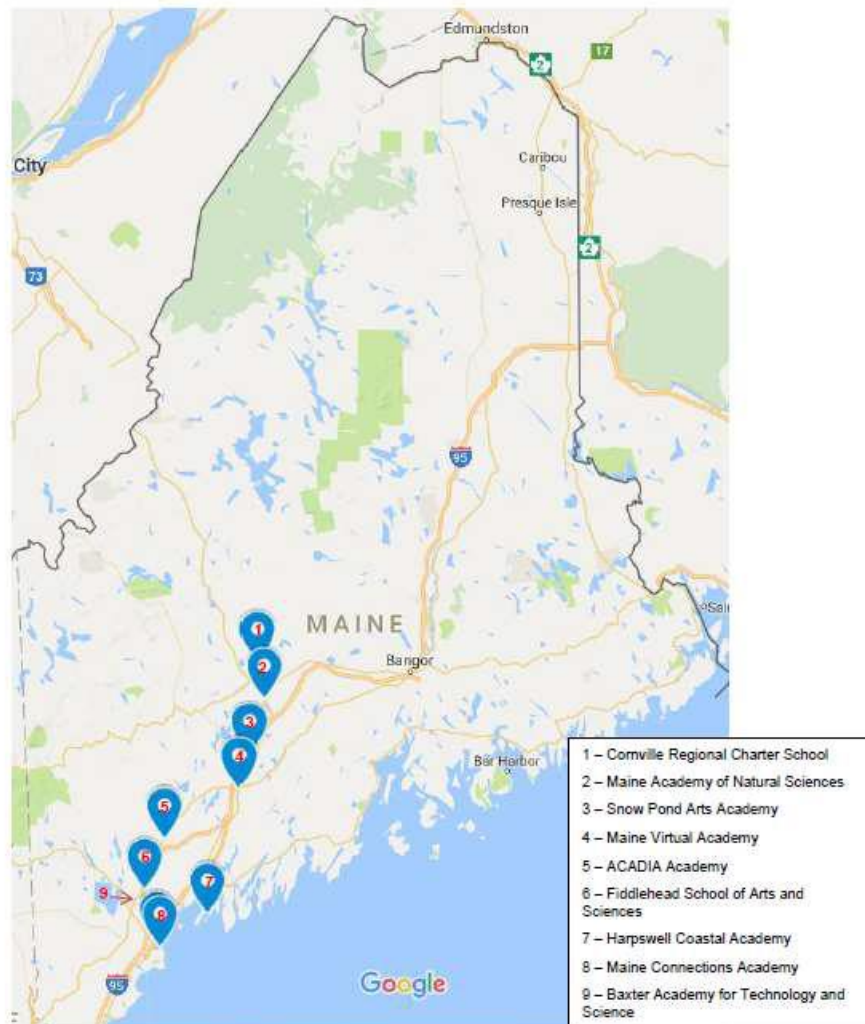 Edmundston
2
17
City
Caribou
Presque Isle
2
73
95
1
MAINE
2
Bangor
3
4
Bar Harbor
5
6
7
9
8
95
Google
1 – Cornville Regional Charter School
2 – Maine Academy of Natural Sciences
3 – Snow Pond Arts Academy
4 – Maine Virtual Academy
5 – ACADIA Academy
6 – Fiddlehead School of Arts and
Sciences
7 – Harpswell Coastal Academy
8 – Maine Connections Academy
9 – Baxter Academy for Technology and
Science